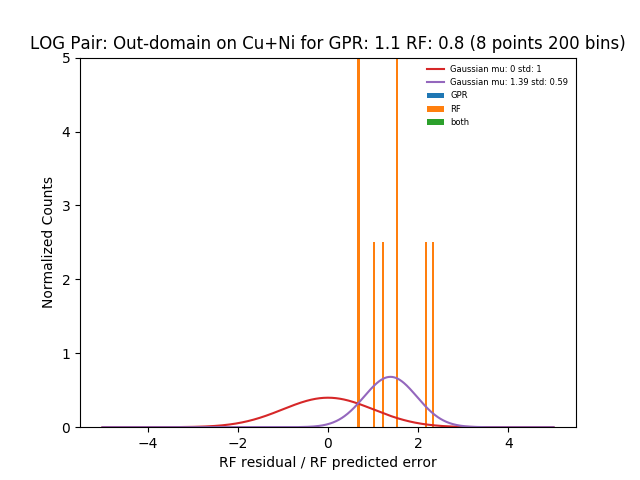 LOG Pair: Out-domain on Cu+Ni for GPR: 1.1 RF: 0.8 (8 points 200 bins)
Gaussian mu: 0 std: 1
Gaussian mu: 1.39 std: 0.59
GPR
RF
both
Normalized Counts
5
4
3
2
1
0
−4
−2
0
2
4
RF residual / RF predicted error